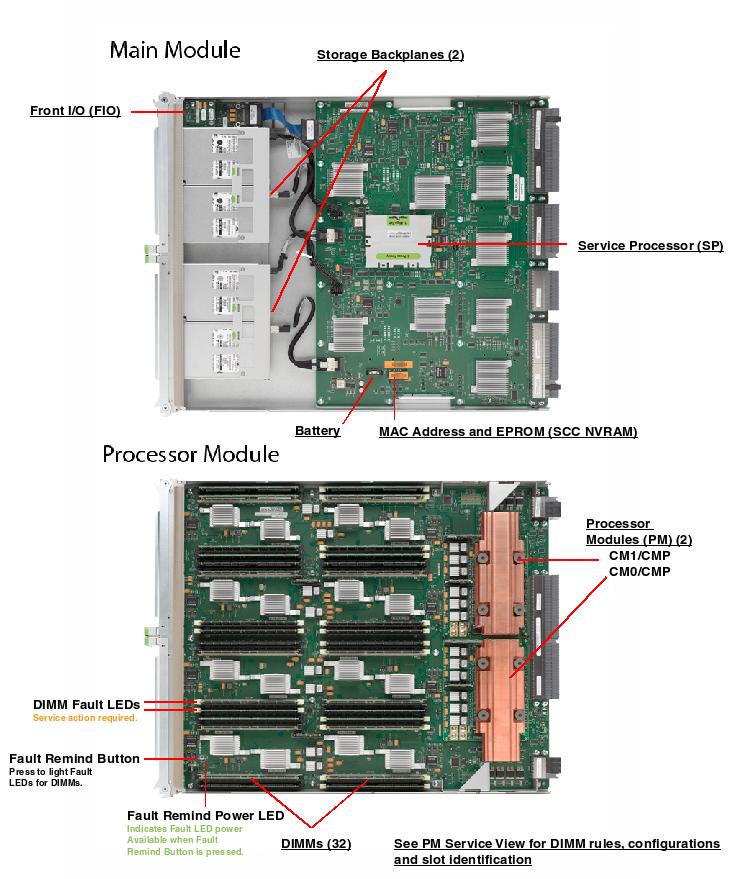 Main Module
Storage Backplanes (2)
Front I/O (FIO)
Service Processor (SP)
Battery
MAC Address and EPROM (SCC NVRAM)
Processor Module
Processor
Modules (PM) (2)
CM1/CMP
CM0/CMP
DIMM Fault LEDs
Service action required.
Fault Remind Button
Press to light Fault
LEDs for DIMMs.
Fault Remind Power LED
Indicates Fault LED power
Available when Fault
Remind Button is pressed.
DIMMs (32)
See PM Service View for DIMM rules, configurations
and slot identification